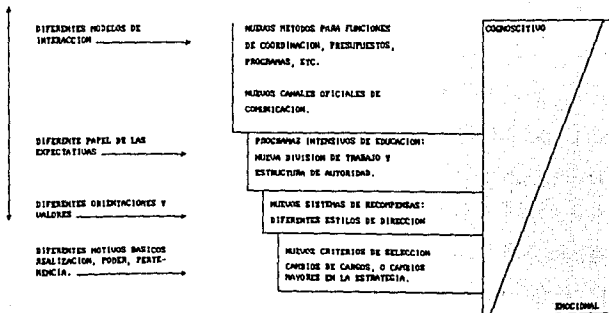 DIFERENTES MODELOS DE
INTERACCION
NUEVOS METODOS PARA FUNCIONES
DE COORDINACION, PRESUPUESTOS,
PROGRAMAS, ETC.
NUEVOS CANALES OFICIALES DE
COMUNICACION.
COGNOSCITIVO
DIFERENTE PAPEL DE LAS
EXPECTATIVAS
PROGRAMAS INTENSIVOS DE EDUCACION:
NUEVA DIVISION DE TRABAJO Y
ESTRUCTURA DE AUTORIDAD.
DIFERENTES ORIENTACIONES Y
VALORES
NUEVOS SISTEMAS DE RECOMPENSAS:
DIFERENTES ESTILOS DE DIRECCION
DIFERENTES MOTIVOS BASICOS
REALIZACION, PODER, PERTE-
NENCIA.
NUEVOS CRITERIOS DE SELECCION
CAMBIOS DE CARGOS, O CAMBIOS
MAYORES EN LA ESTRATEGIA.
EMOCIONAL